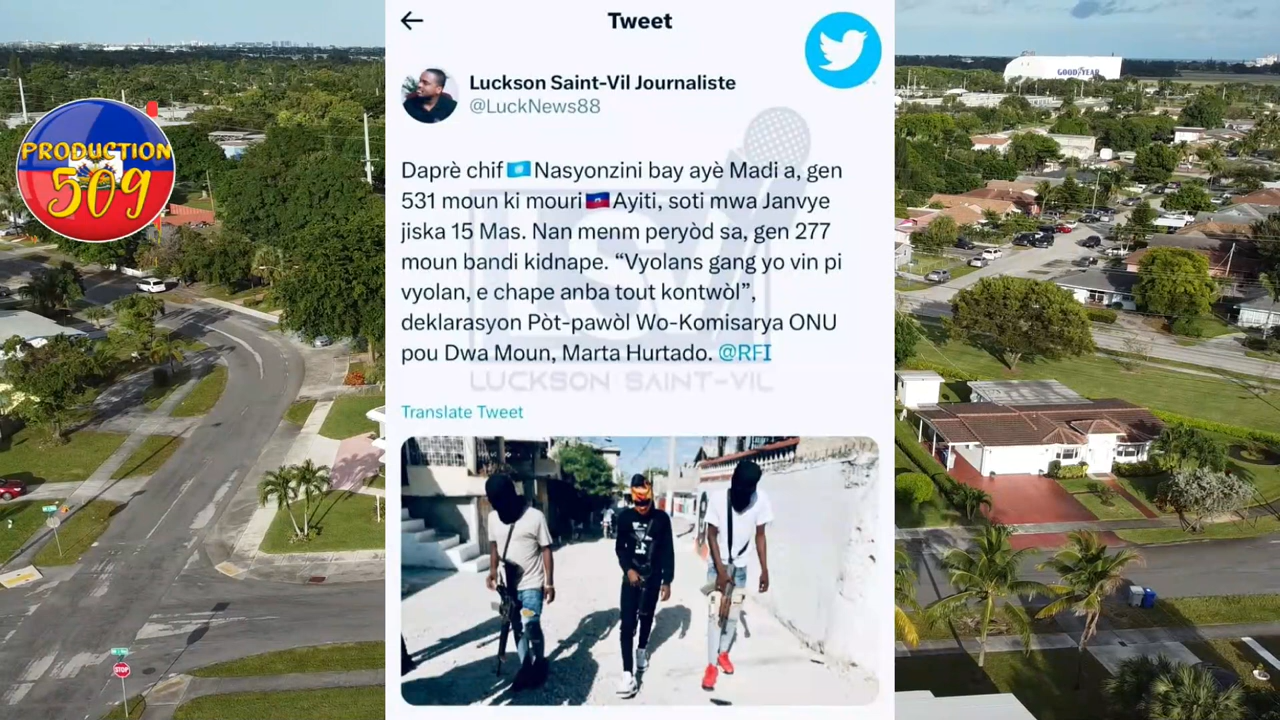 Tweet
Luckson Saint-Vil Journaliste
@LuckNews88
Daprè chif Nasyonzini bay ayè Madi a, gen
531 moun ki mouri Ayiti, soti mwa Janvye
jiska 15 Mas. Nan menm peryòd sa, gen 277
moun bandi kidnape. “Vyolans gang yo vin pi
vyolan, e chape anba tout kontwòl”,
deklarasyon Pòt-pawòl Wo-Komisarya ONU
pou Dwa Moun, Marta Hurtado. @RFI
LUCKSON SAINT-VIL
Translate Tweet
PRODUCTION
509
GOODYEAR
STOP